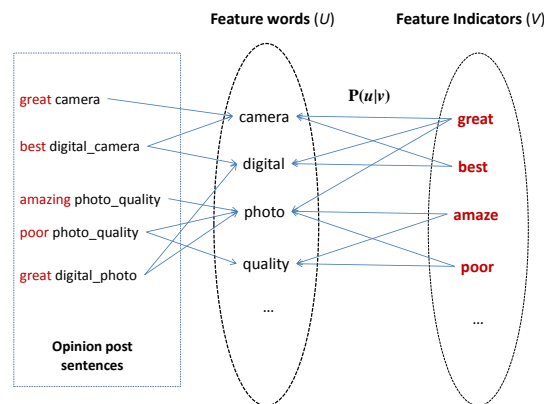 Feature words (U)
Feature Indicators (V)
P(u|v)
great camera
best digital_camera
amazing photo_quality
poor photo_quality
great digital_photo
Opinion post
sentences
camera
digital
photo
quality
...
great
best
amaze
poor
...